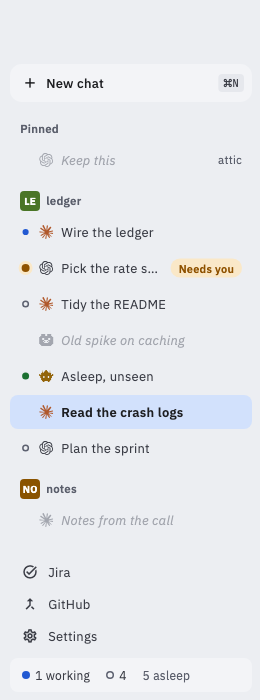 New chat ⌘N
Pinned
Keep this attic
LE ledger
Wire the ledger
Pick the rate s... Needs you
Tidy the README
Old spike on caching
Asleep, unseen
Read the crash logs
Plan the sprint
NO notes
Notes from the call
Jira
GitHub
Settings
1 working 4 5 asleep